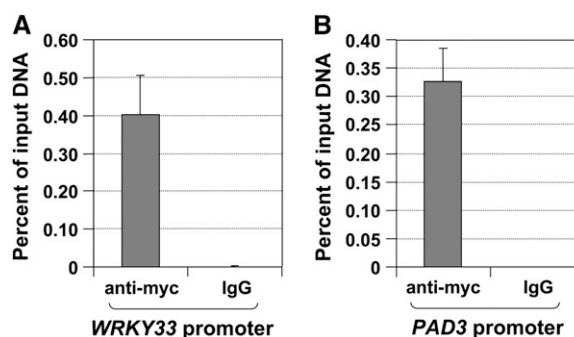 A
Percent of input DNA
0.60
0.50
0.40
0.30
0.20
0.10
0
anti-myc IgG
WRKY33 promoter
B
Percent of input DNA
0.40
0.35
0.30
0.25
0.20
0.15
0.10
0.05
0
anti-myc IgG
PAD3 promoter